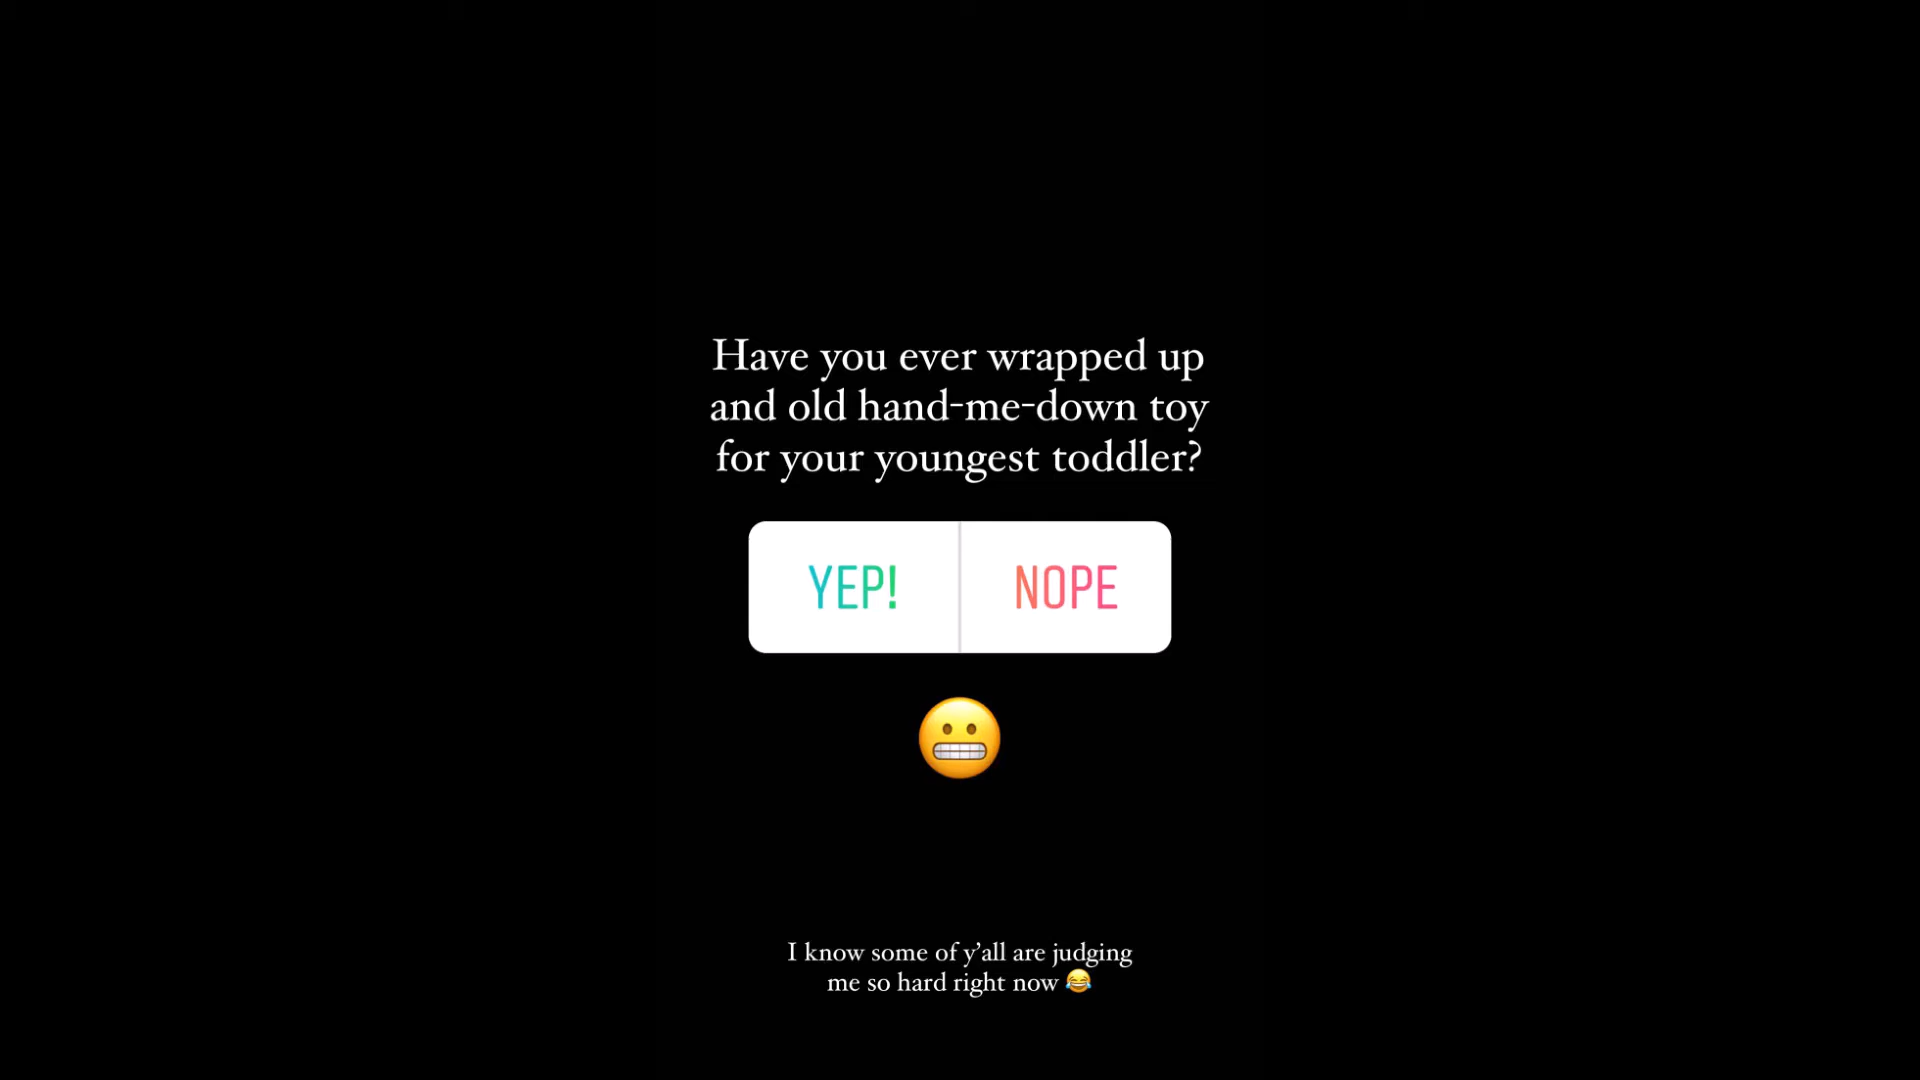 Have you ever wrapped up
and old hand-me-down toy
for your youngest toddler?
YEP! NOPE
😬
I know some of y'all are judging
me so hard right now 😂